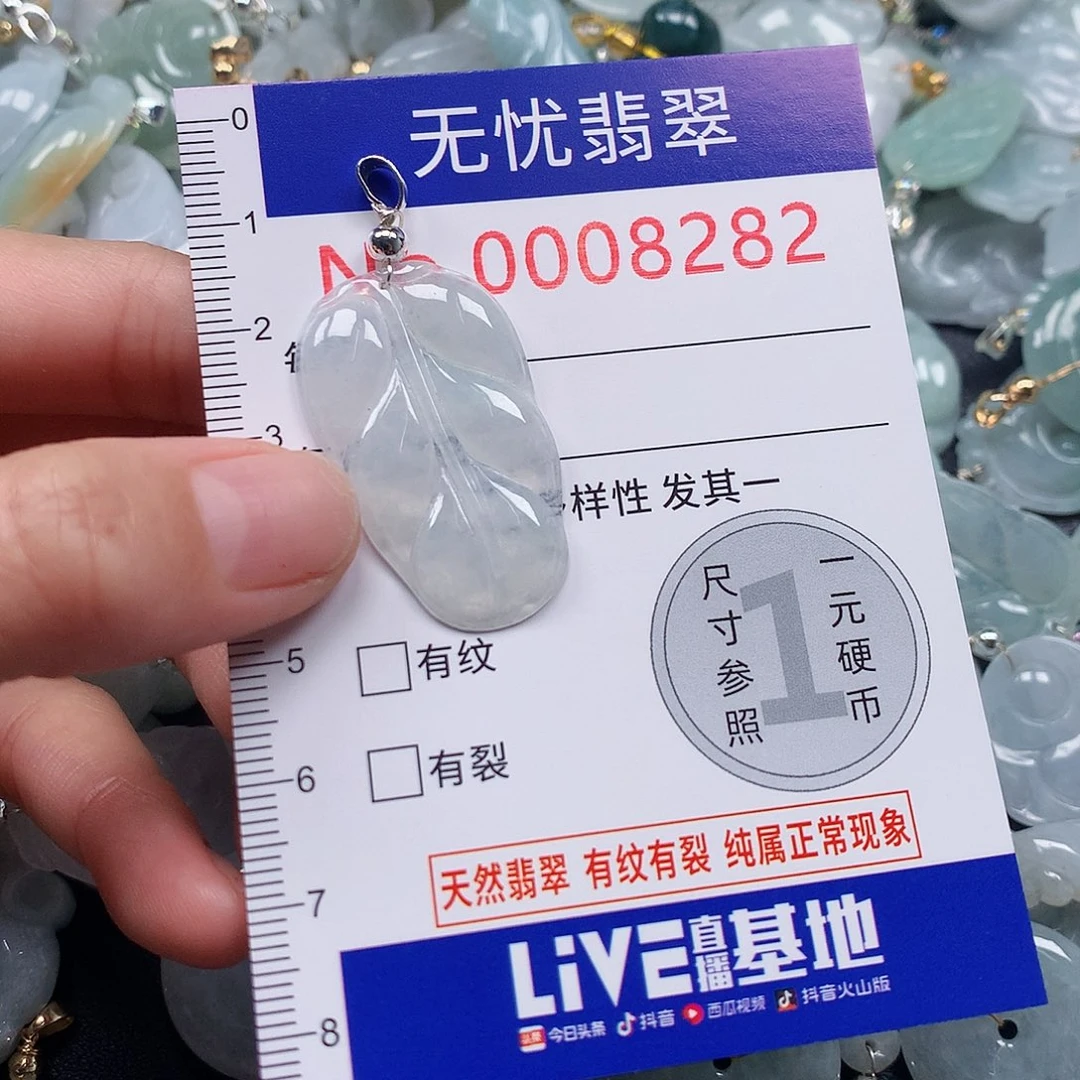 无忧翡翠
No.0008282
样性 发其一
有纹
有裂
尺寸参照
1
一元硬币
天然翡翠 有纹有裂 纯属正常现象
LiVE直播基地
头条 今日头条 抖音 西瓜视频 抖音火山版
0
1
2
3
5
6
7
8